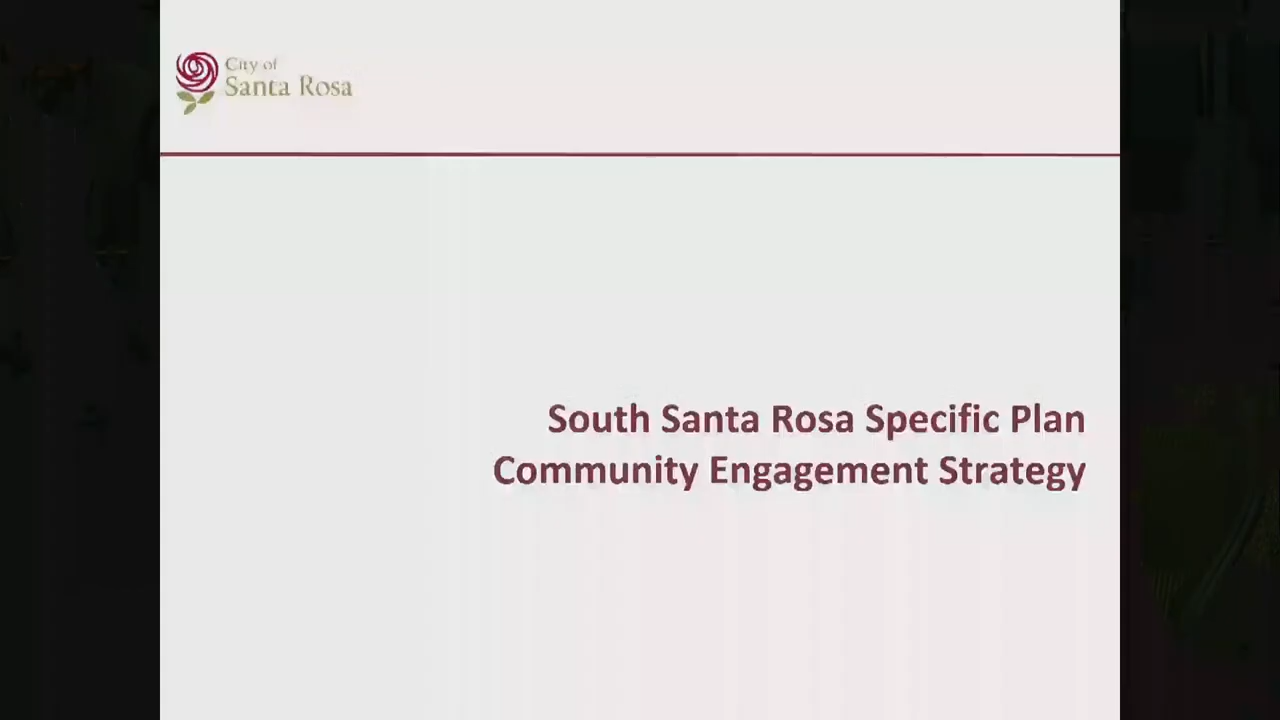 City of
Santa Rosa
South Santa Rosa Specific Plan
Community Engagement Strategy